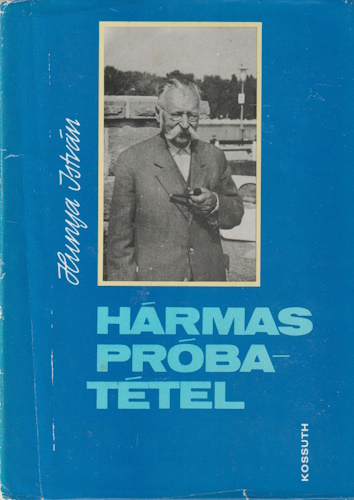 Hunya István
HÁRMAS
PRÓBA-
TÉTEL
KOSSUTH